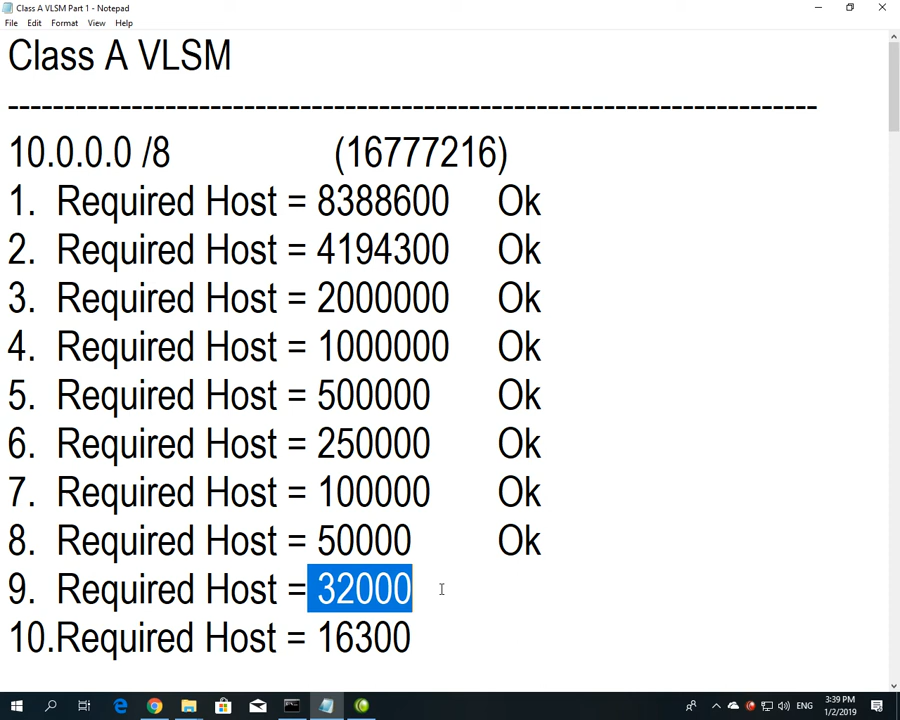 Class A VLSM Part 1 - Notepad
File Edit Format View Help
Class A VLSM
------------------------------------------------------------------------
10.0.0.0 /8 (16777216)
1. Required Host = 8388600 Ok
2. Required Host = 4194300 Ok
3. Required Host = 2000000 Ok
4. Required Host = 1000000 Ok
5. Required Host = 500000 Ok
6. Required Host = 250000 Ok
7. Required Host = 100000 Ok
8. Required Host = 50000 Ok
9. Required Host = 32000
10.Required Host = 16300
ENG
3:39 PM
1/2/2019